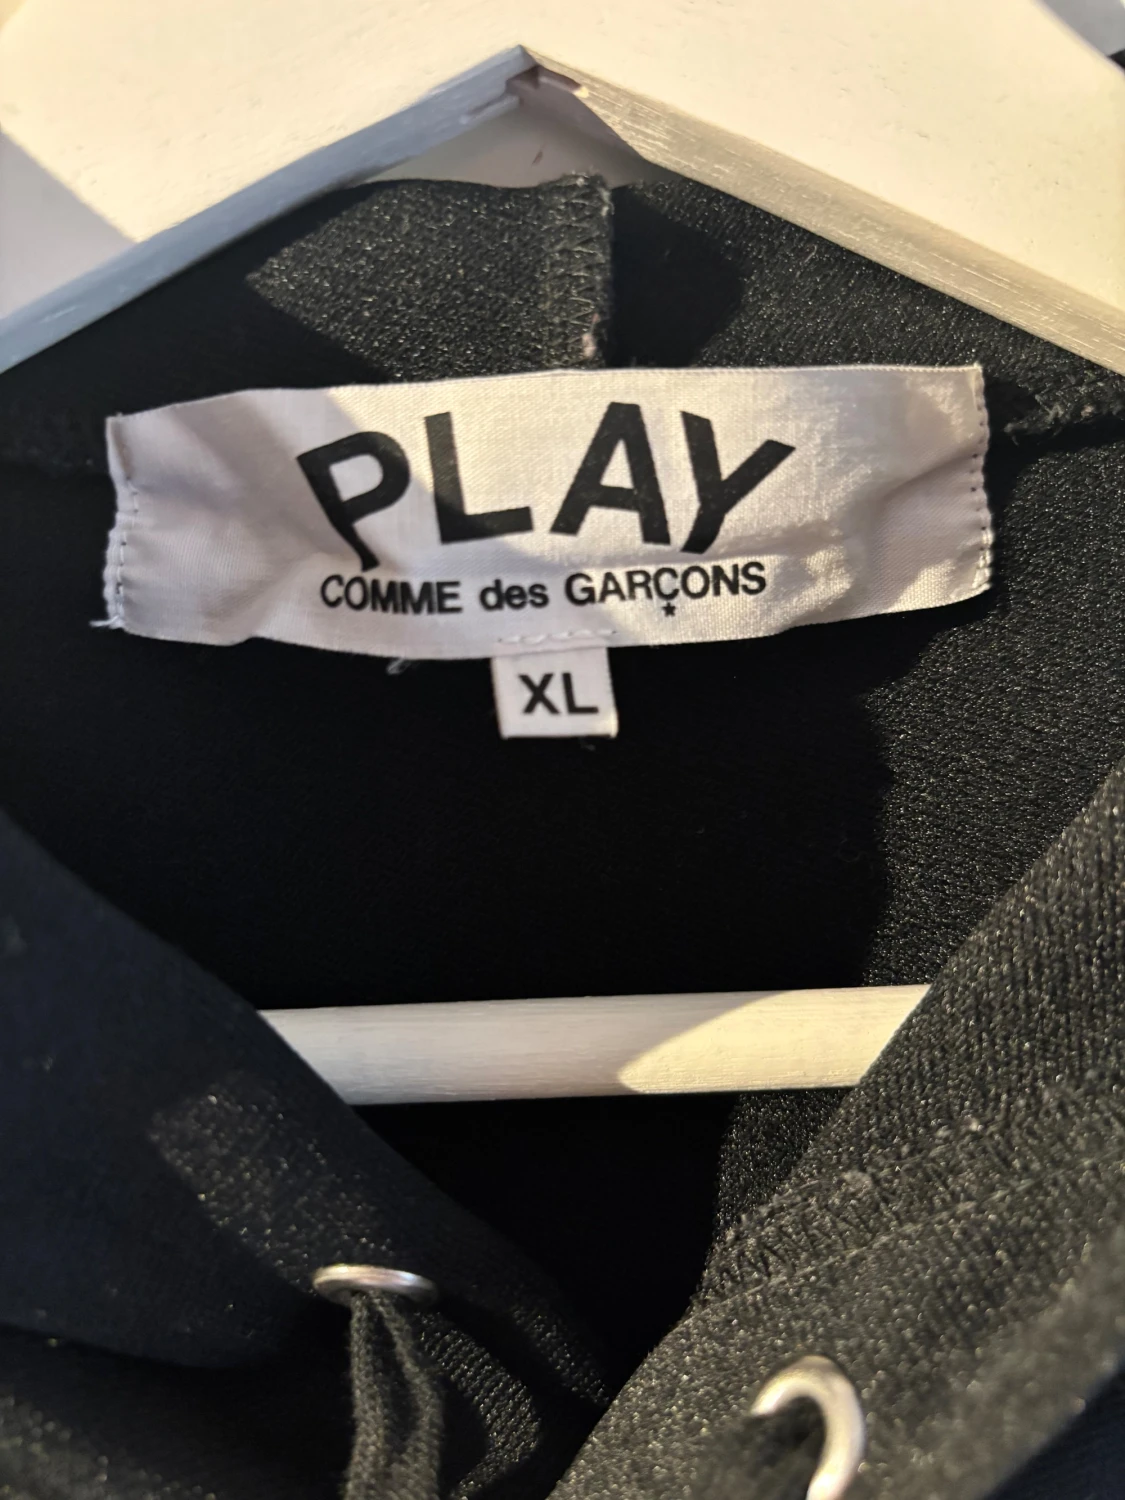 PLAY
COMME des GARÇONS
*
XL